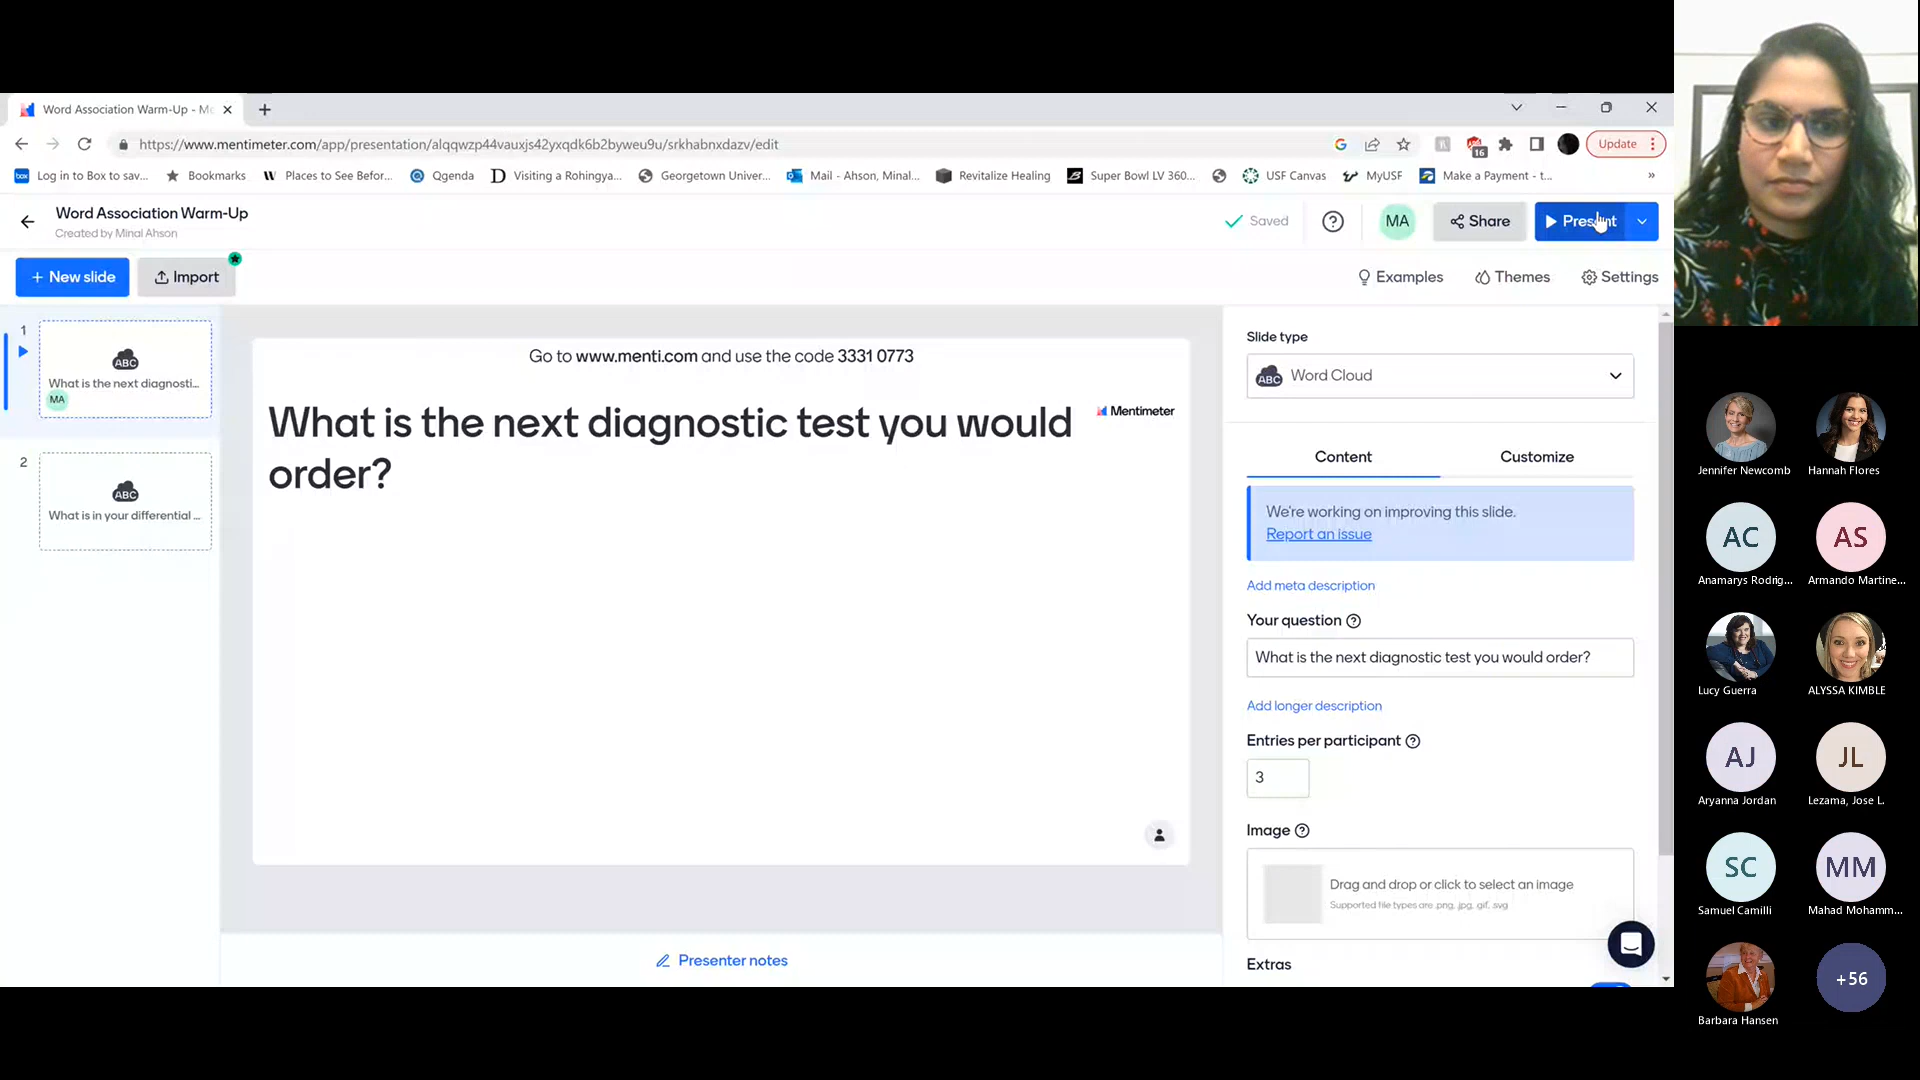 Word Association Warm-Up - Mc
https://www.mentimeter.com/app/presentation/alqqwzp44vauxjs42yxqdk6b2byweu9u/srkhabnxdazv/edit
16
Update
box
Log in to Box to sav...
Bookmarks
W Places to See Befor...
Qgenda
D Visiting a Rohingya...
Georgetown Univer...
Mail - Ahson, Minal...
Revitalize Healing
Super Bowl LV 360...
USF Canvas
MyUSF
Make a Payment - t...
»
Word Association Warm-Up
Created by Minal Ahson
Saved
MA
Share
Present
+ New slide
Import
Examples
Themes
Settings
1
ABC
What is the next diagnosti...
MA
2
ABC
What is in your differential ...
Go to www.menti.com and use the code 3331 0773
What is the next diagnostic test you would
order?
Mentimeter
Presenter notes
Slide type
ABC Word Cloud
Content
Customize
We're working on improving this slide.
Report an issue
Add meta description
Your question
What is the next diagnostic test you would order?
Add longer description
Entries per participant
3
Image
Drag and drop or click to select an image
Supported file types are .png, .jpg, .gif, .svg
Extras
Jennifer Newcomb
Hannah Flores
AC
AS
Anamarys Rodrig...
Armando Martine...
Lucy Guerra
ALYSSA KIMBLE
AJ
JL
Aryanna Jordan
Lezama, Jose L.
SC
MM
Samuel Camilli
Mahad Mohamm...
+56
Barbara Hansen